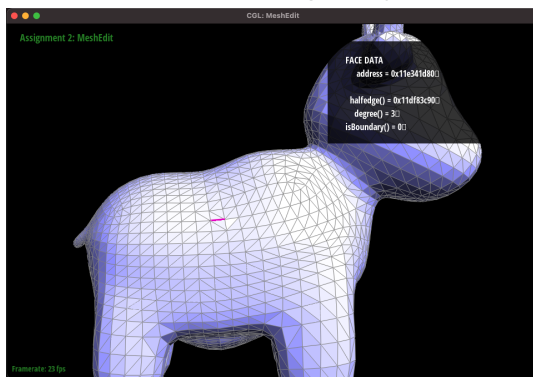 CGL: MeshEdit
Assignment 2: MeshEdit
FACE DATA
address = 0x11e341d80▯
halfedge() = 0x11df83c90▯
degree() = 3▯
isBoundary() = 0▯
Framerate: 23 fps